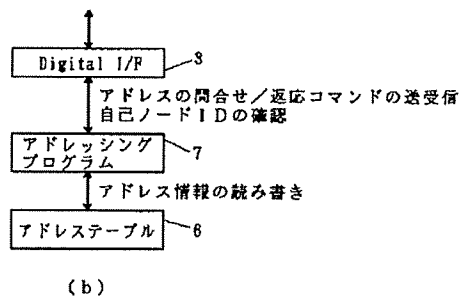 Digital I/F
3
アドレスの問合せ／返応コマンドの送受信
自己ノードIDの確認
アドレッシング
プログラム
7
アドレス情報の読み書き
アドレステーブル
6
(b)